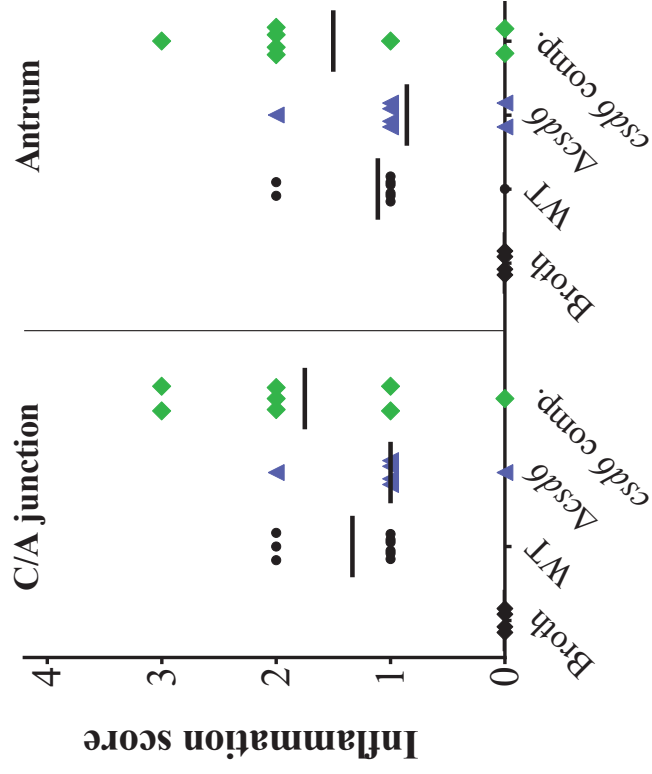 C/A junction
Antrum
Inflammation score
4
3
2
1
0
Broth
WT
Δcsd6
csd6 comp.
Broth
WT
Δcsd6
csd6 comp.